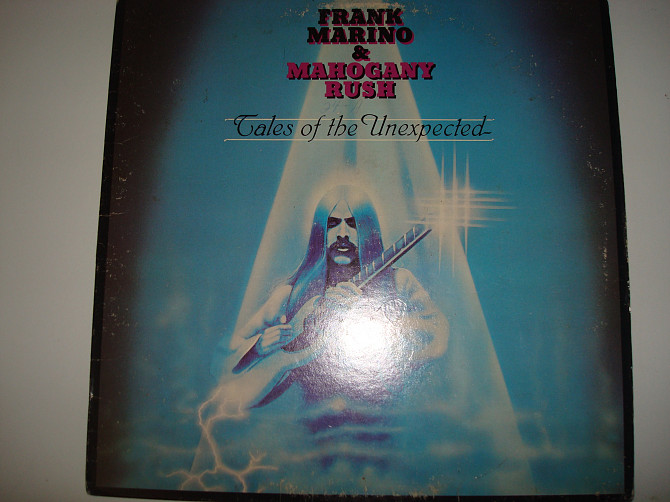 FRANK
MARINO
&
MAHOGANY
RUSH
Tales of the Unexpected